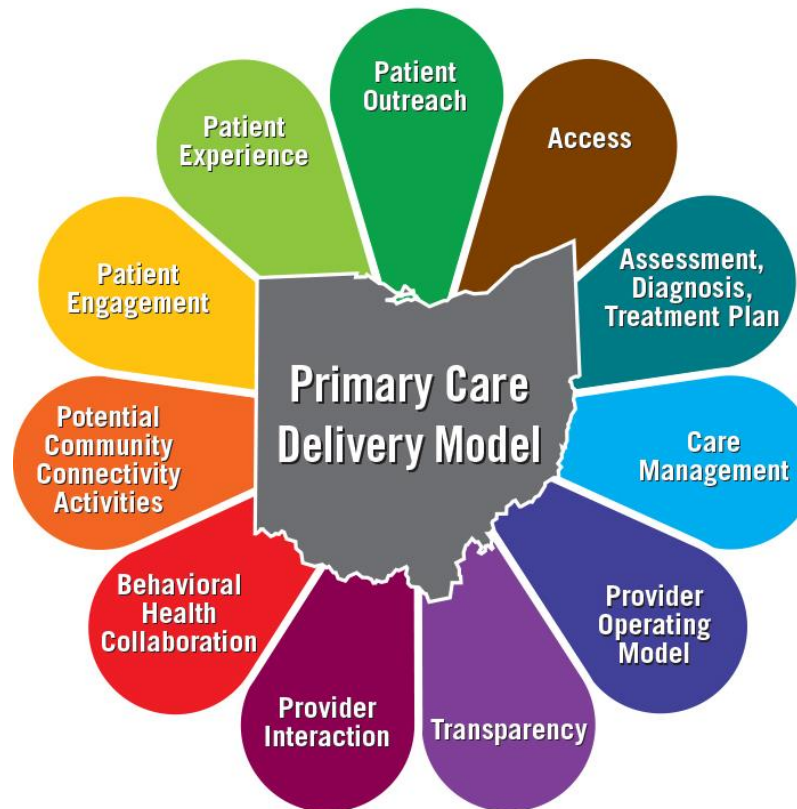 Patient
Outreach
Access
Assessment,
Diagnosis,
Treatment Plan
Care
Management
Provider
Operating
Model
Transparency
Provider
Interaction
Behavioral
Health
Collaboration
Potential
Community
Connectivity
Activities
Patient
Engagement
Patient
Experience
Primary Care
Delivery Model